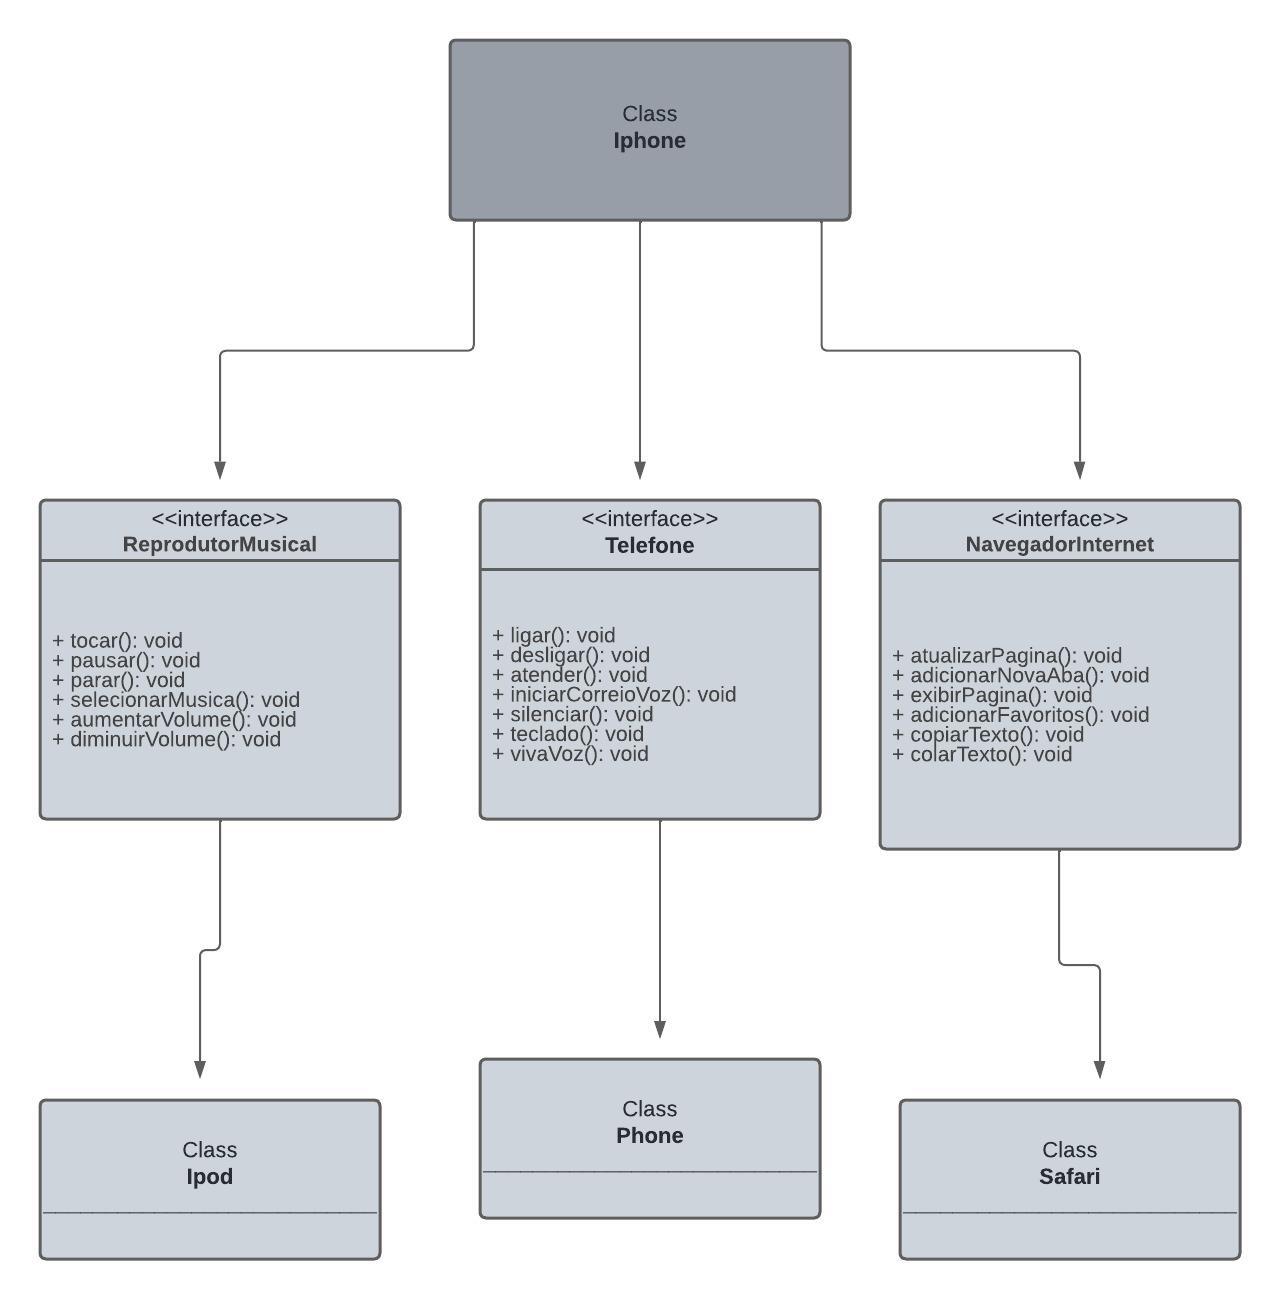 Class
Iphone
<<interface>>
ReprodutorMusical
+ tocar(): void
+ pausar(): void
+ parar(): void
+ selecionarMusica(): void
+ aumentarVolume(): void
+ diminuirVolume(): void
<<interface>>
Telefone
+ ligar(): void
+ desligar(): void
+ atender(): void
+ iniciarCorreioVoz(): void
+ silenciar(): void
+ teclado(): void
+ vivaVoz(): void
<<interface>>
NavegadorInternet
+ atualizarPagina(): void
+ adicionarNovaAba(): void
+ exibirPagina(): void
+ adicionarFavoritos(): void
+ copiarTexto(): void
+ colarTexto(): void
Class
Ipod
Class
Phone
Class
Safari